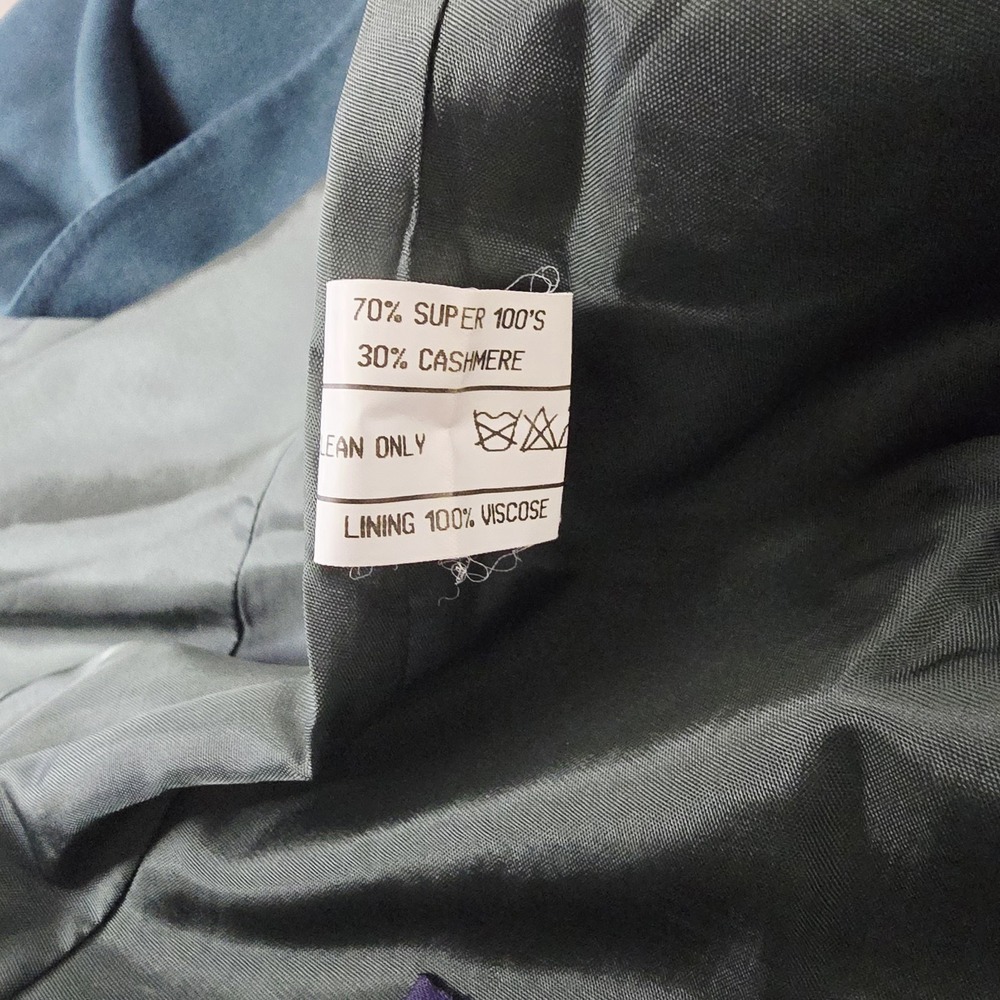 70% SUPER 100'S
30% CASHMERE
LEAN ONLY
LINING 100% VISCOSE